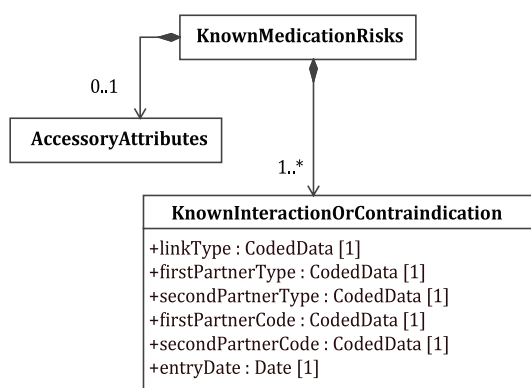 KnownMedicationRisks
0..1
AccessoryAttributes
1..*
KnownInteractionOrContraindication
+linkType : CodedData [1]
+firstPartnerType : CodedData [1]
+secondPartnerType : CodedData [1]
+firstPartnerCode : CodedData [1]
+secondPartnerCode : CodedData [1]
+entryDate : Date [1]